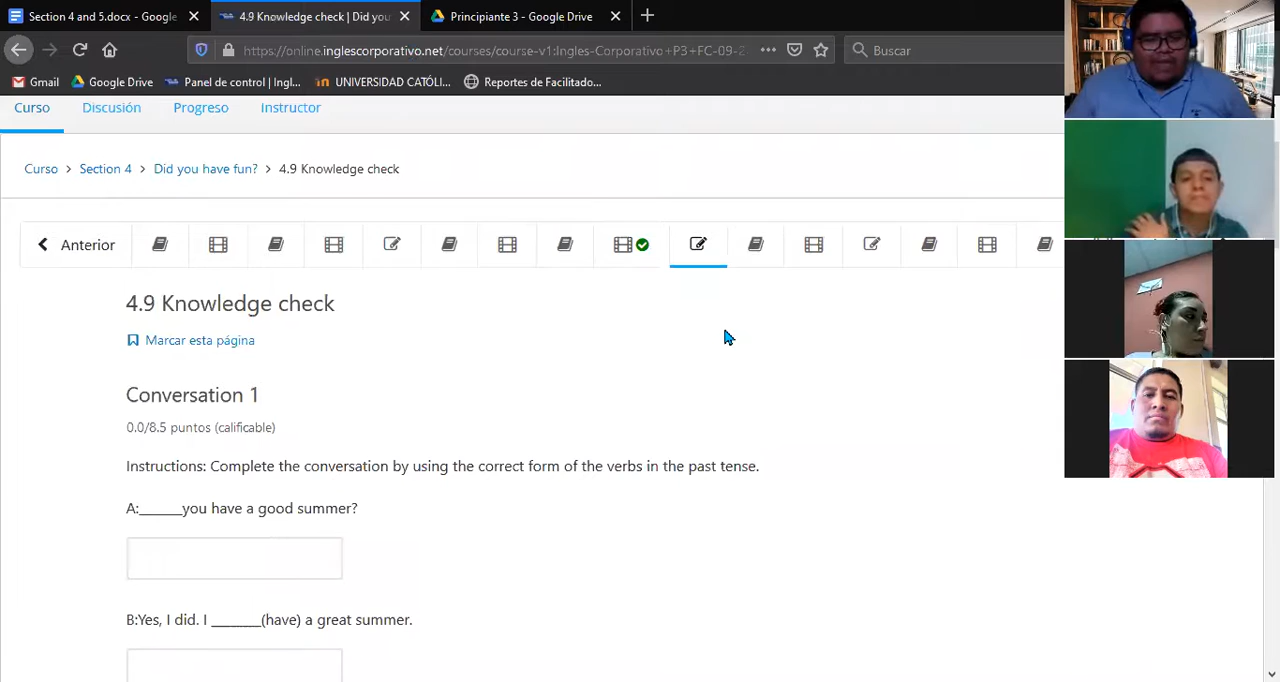 Section 4 and 5.docx - Google
4.9 Knowledge check | Did you
Principiante 3 - Google Drive
https://online.inglescorporativo.net/courses/course-v1:Ingles-Corporativo+P3+FC-09-2
Buscar
Gmail
Google Drive
Panel de control | Ingl...
UNIVERSIDAD CATÓLI...
Reportes de Facilitado...
Curso
Discusión
Progreso
Instructor
Curso > Section 4 > Did you have fun? > 4.9 Knowledge check
Anterior
4.9 Knowledge check
Marcar esta página
Conversation 1
0.0/8.5 puntos (calificable)
Instructions: Complete the conversation by using the correct form of the verbs in the past tense.
A:______you have a good summer?
B:Yes, I did. I _______(have) a great summer.